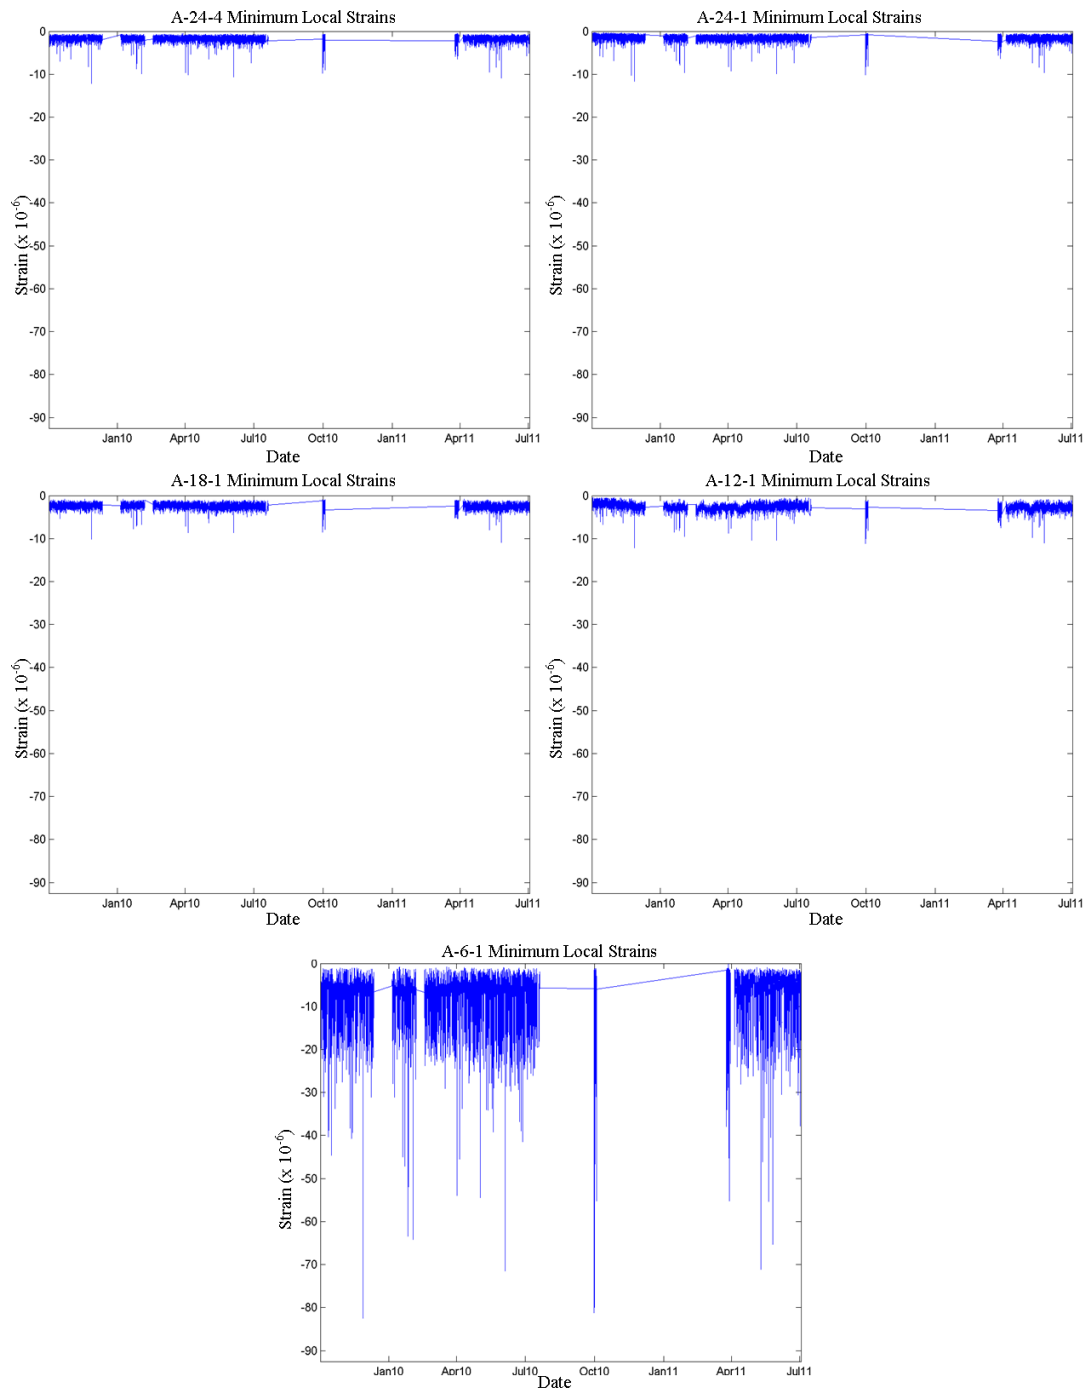 A-24-4 Minimum Local Strains
0
-10
-20
-30
-40
-50
-60
-70
-80
-90
Strain (x 10⁻⁶)
Jan10 Apr10 Jul10 Oct10 Jan11 Apr11 Jul11
Date
A-24-1 Minimum Local Strains
0
-10
-20
-30
-40
-50
-60
-70
-80
-90
Strain (x 10⁻⁶)
Jan10 Apr10 Jul10 Oct10 Jan11 Apr11 Jul11
Date
A-18-1 Minimum Local Strains
0
-10
-20
-30
-40
-50
-60
-70
-80
-90
Strain (x 10⁻⁶)
Jan10 Apr10 Jul10 Oct10 Jan11 Apr11 Jul11
Date
A-12-1 Minimum Local Strains
0
-10
-20
-30
-40
-50
-60
-70
-80
-90
Strain (x 10⁻⁶)
Jan10 Apr10 Jul10 Oct10 Jan11 Apr11 Jul11
Date
A-6-1 Minimum Local Strains
0
-10
-20
-30
-40
-50
-60
-70
-80
-90
Strain (x 10⁻⁶)
Jan10 Apr10 Jul10 Oct10 Jan11 Apr11 Jul11
Date